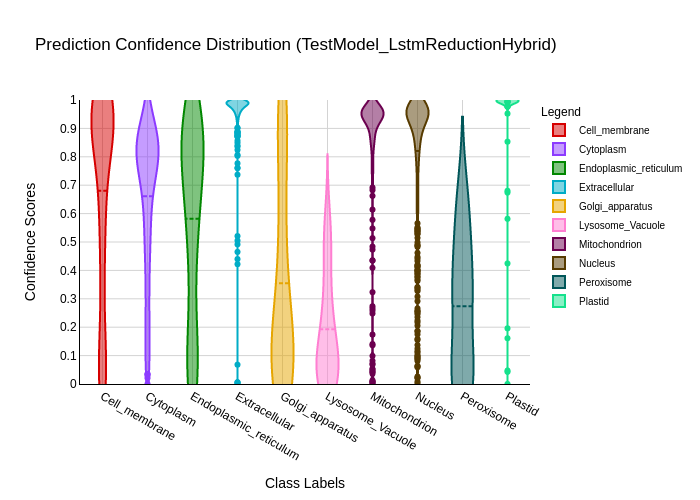 Prediction Confidence Distribution (TestModel_LstmReductionHybrid)
Legend
Cell_membrane
Cytoplasm
Endoplasmic_reticulum
Extracellular
Golgi_apparatus
Lysosome_Vacuole
Mitochondrion
Nucleus
Peroxisome
Plastid
Confidence Scores
1
0.9
0.8
0.7
0.6
0.5
0.4
0.3
0.2
0.1
0
Cell_membrane
Cytoplasm
Endoplasmic_reticulum
Extracellular
Golgi_apparatus
Lysosome_Vacuole
Mitochondrion
Nucleus
Peroxisome
Plastid
Class Labels